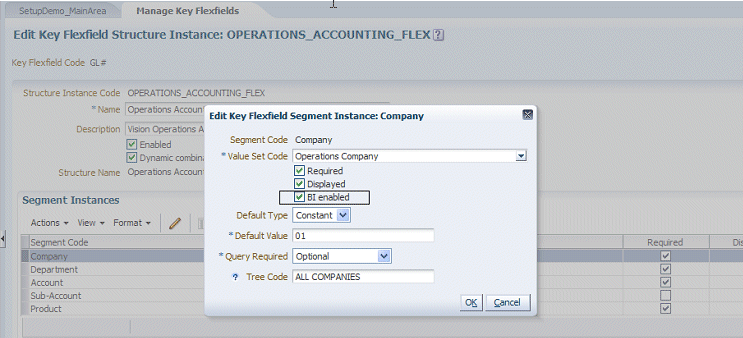 SetupDemo_MainArea Manage Key Flexfields
Edit Key Flexfield Structure Instance: OPERATIONS_ACCOUNTING_FLEX
Key Flexfield Code GL#
Structure Instance Code OPERATIONS_ACCOUNTING_FLEX
* Name Operations Accoun
Description Vision Operations A
Enabled
Dynamic combina
Structure Name Operations Accoun
Edit Key Flexfield Segment Instance: Company
Segment Code Company
* Value Set Code Operations Company
Required
Displayed
BI enabled
Default Type Constant
* Default Value 01
* Query Required Optional
Tree Code ALL COMPANIES
OK Cancel
Segment Instances
Actions View Format
Segment Code Required Dis
Company
Department
Account
Sub-Account
Product